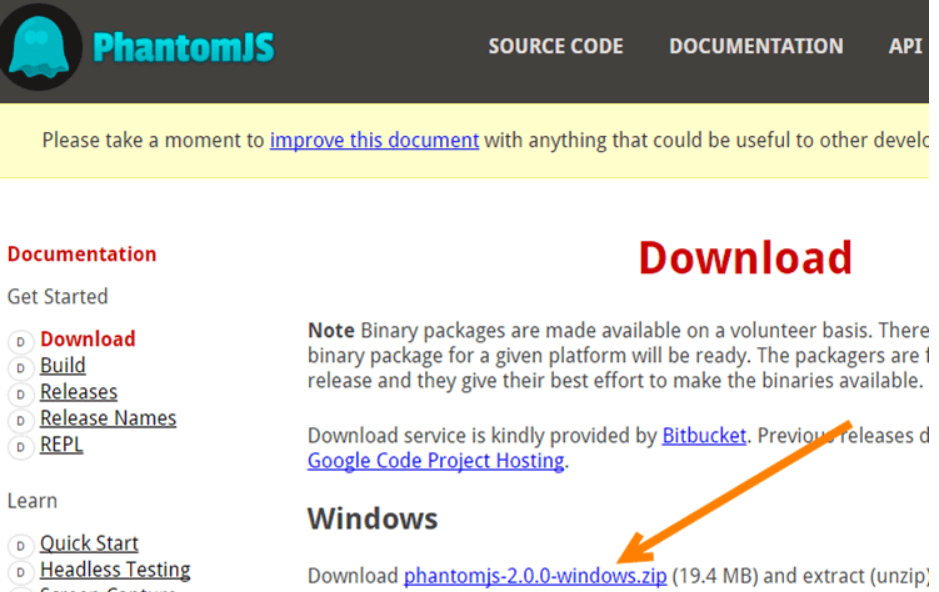 PhantomJS
SOURCE CODE DOCUMENTATION API
Please take a moment to improve this document with anything that could be useful to other
Documentation
Get Started
D Download
D Build
D Releases
D Release Names
D REPL
Learn
D Quick Start
D Headless Testing
Screen Capture
Download
Note Binary packages are made available on a volunteer basis. There
binary package for a given platform will be ready. The packagers are
release and they give their best effort to make the binaries available.
Download service is kindly provided by Bitbucket. Previous releases
Google Code Project Hosting.
Windows
Download phantomjs-2.0.0-windows.zip (19.4 MB) and extract (unzip)